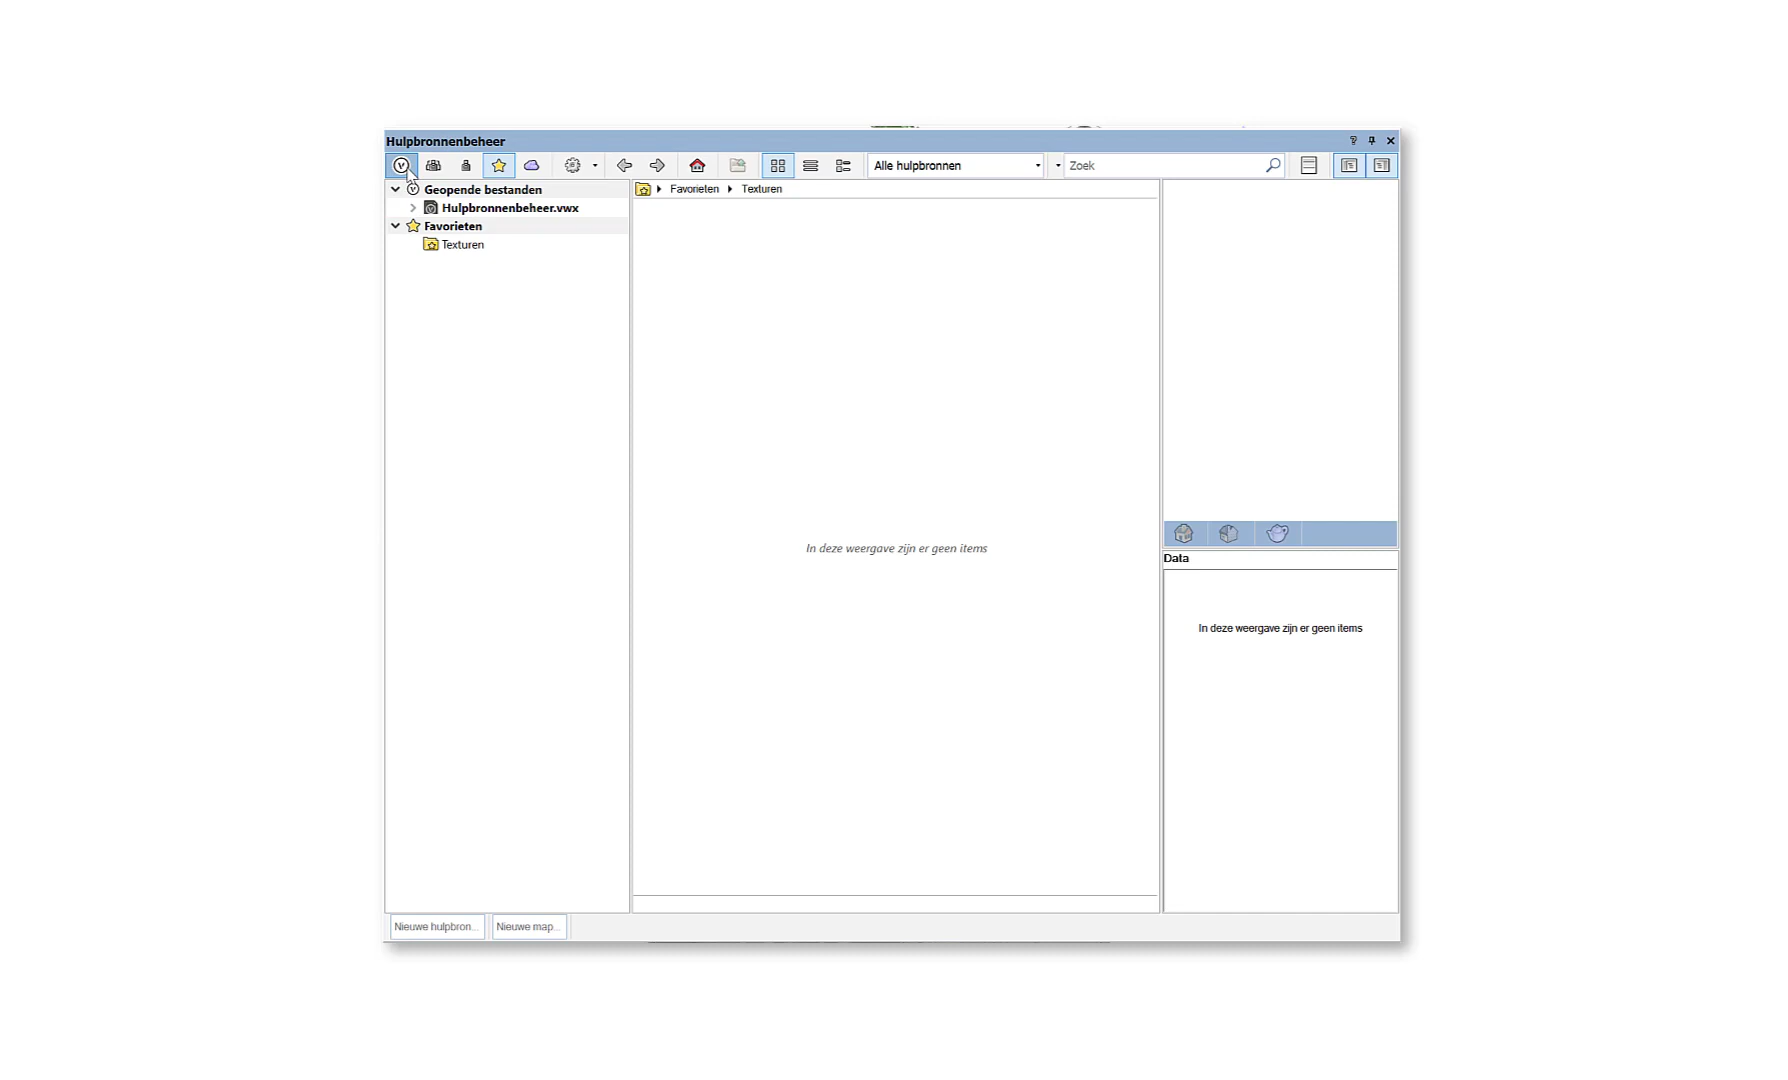 Hulpbronnenbeheer
Alle hulpbronnen
Zoek
Geopende bestanden
Hulpbronnenbeheer.vwx
Favorieten
Texturen
Favorieten
Texturen
In deze weergave zijn er geen items
Data
In deze weergave zijn er geen items
Nieuwe hulpbron...
Nieuwe map...